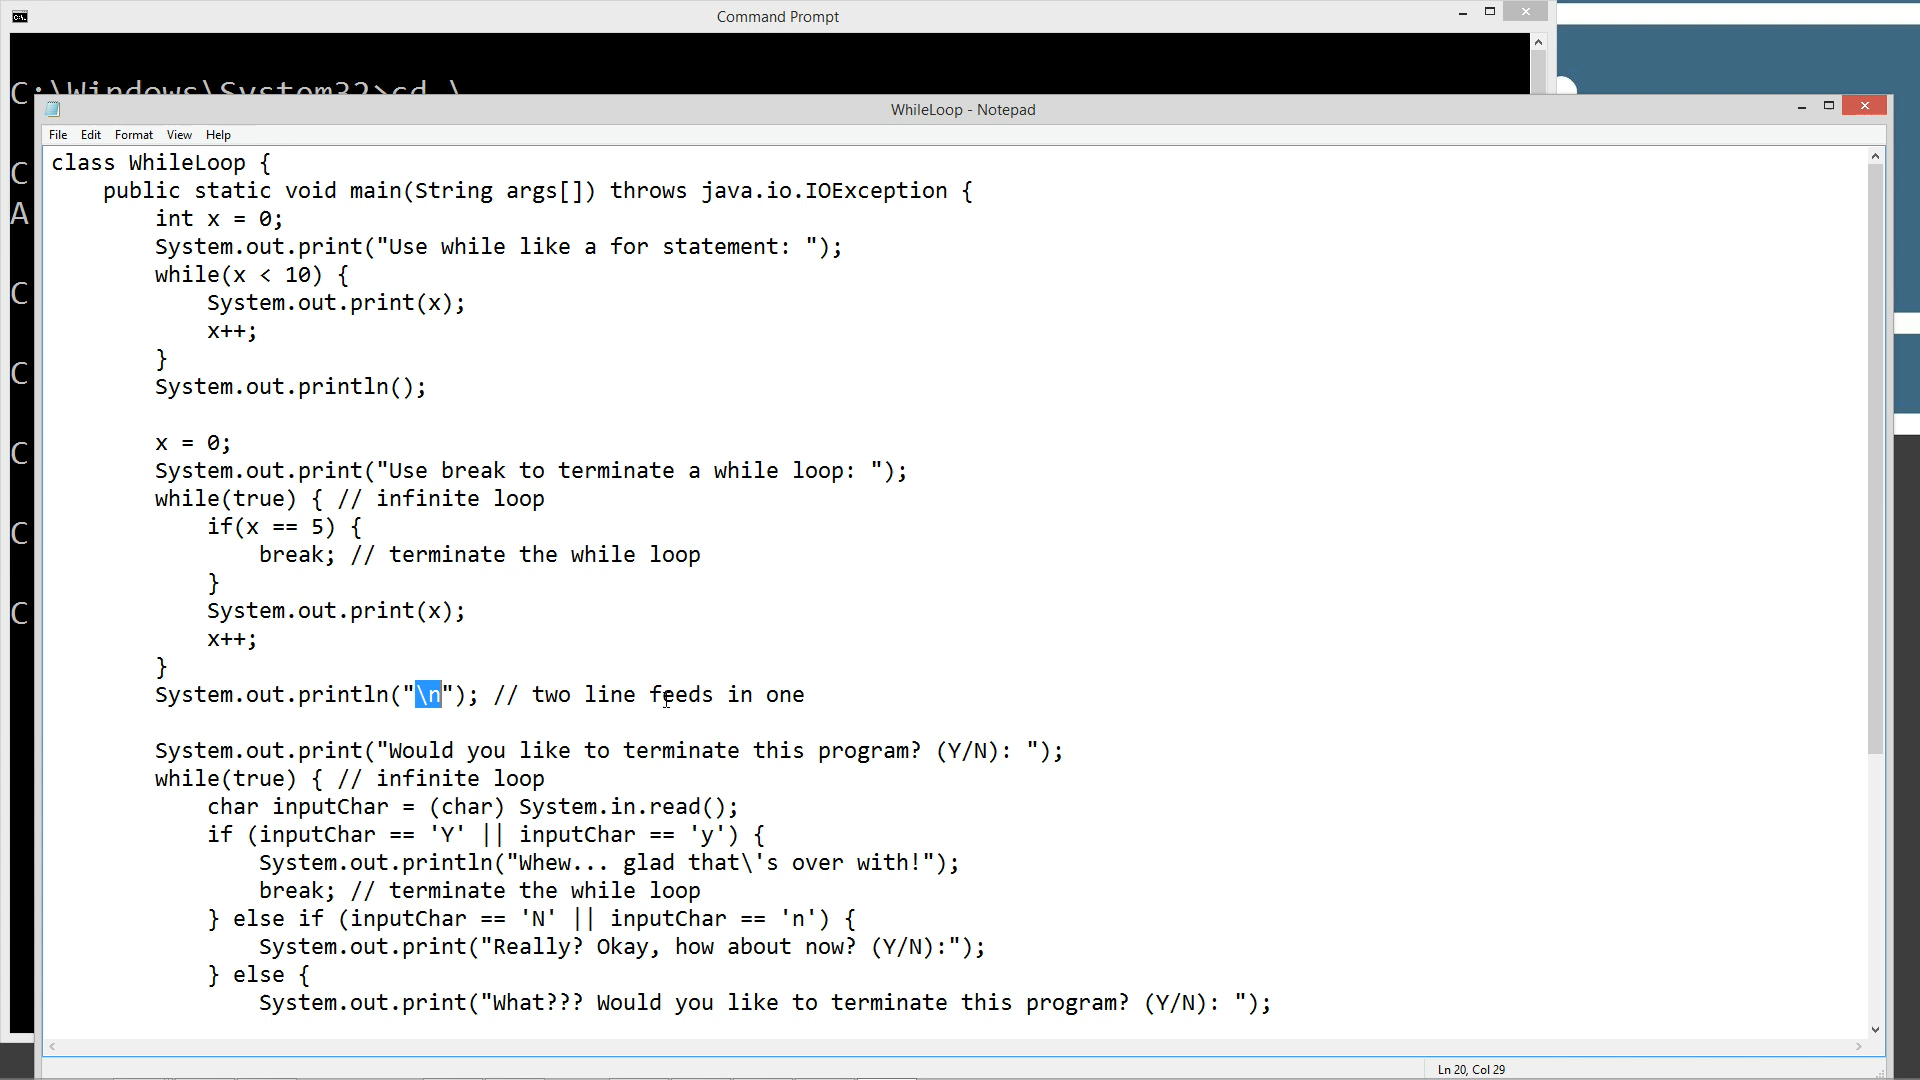 Command Prompt
C:\Windows\System32>cd \
WhileLoop - Notepad
File Edit Format View Help
class WhileLoop {
public static void main(String args[]) throws java.io.IOException {
int x = 0;
System.out.print("Use while like a for statement: ");
while(x < 10) {
System.out.print(x);
x++;
}
System.out.println();
x = 0;
System.out.print("Use break to terminate a while loop: ");
while(true) { // infinite loop
if(x == 5) {
break; // terminate the while loop
}
System.out.print(x);
x++;
}
System.out.println("\n"); // two line feeds in one
System.out.print("Would you like to terminate this program? (Y/N): ");
while(true) { // infinite loop
char inputChar = (char) System.in.read();
if (inputChar == 'Y' || inputChar == 'y') {
System.out.println("Whew... glad that\'s over with!");
break; // terminate the while loop
} else if (inputChar == 'N' || inputChar == 'n') {
System.out.print("Really? Okay, how about now? (Y/N):");
} else {
System.out.print("What??? Would you like to terminate this program? (Y/N): ");
Ln 20, Col 29